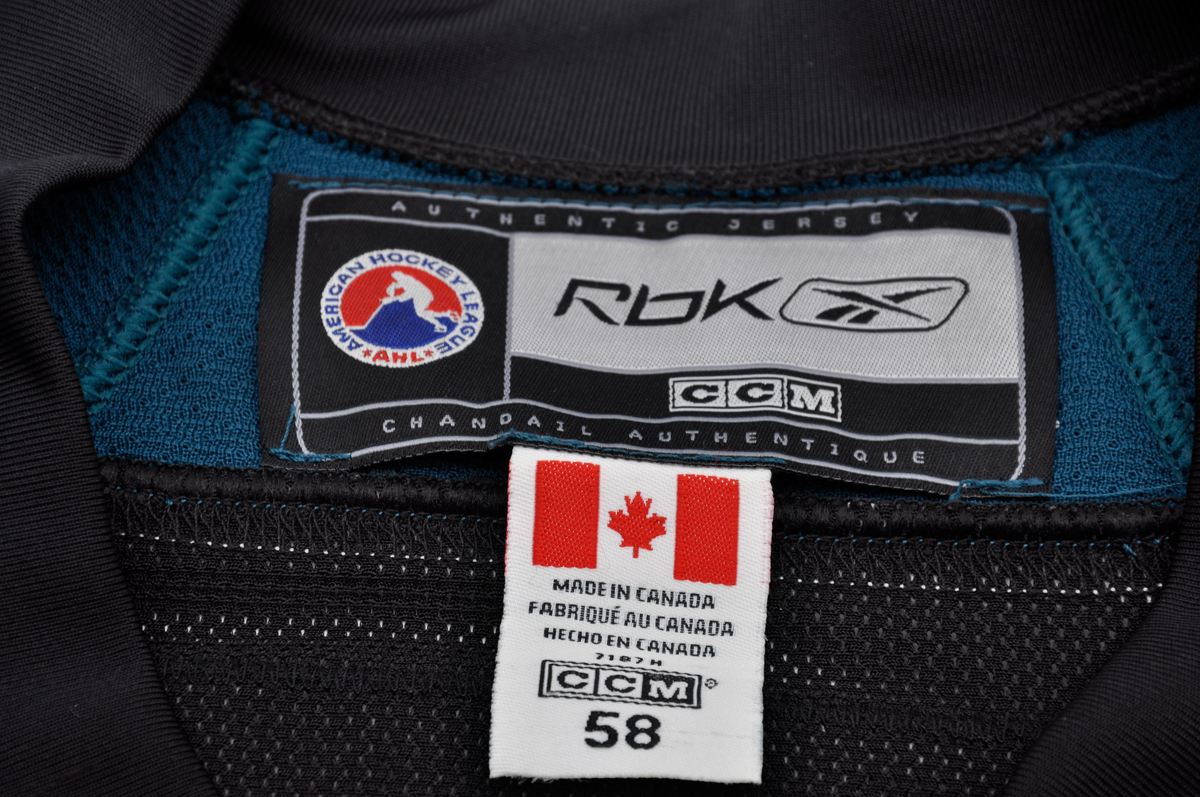 AUTHENTIC JERSEY
AMERICAN HOCKEY LEAGUE
*AHL*
RBK
CCM
CHANDAIL AUTHENTIQUE
MADE IN CANADA
FABRIQUÉ AU CANADA
HECHO EN CANADA
7187 H
CCM®
58